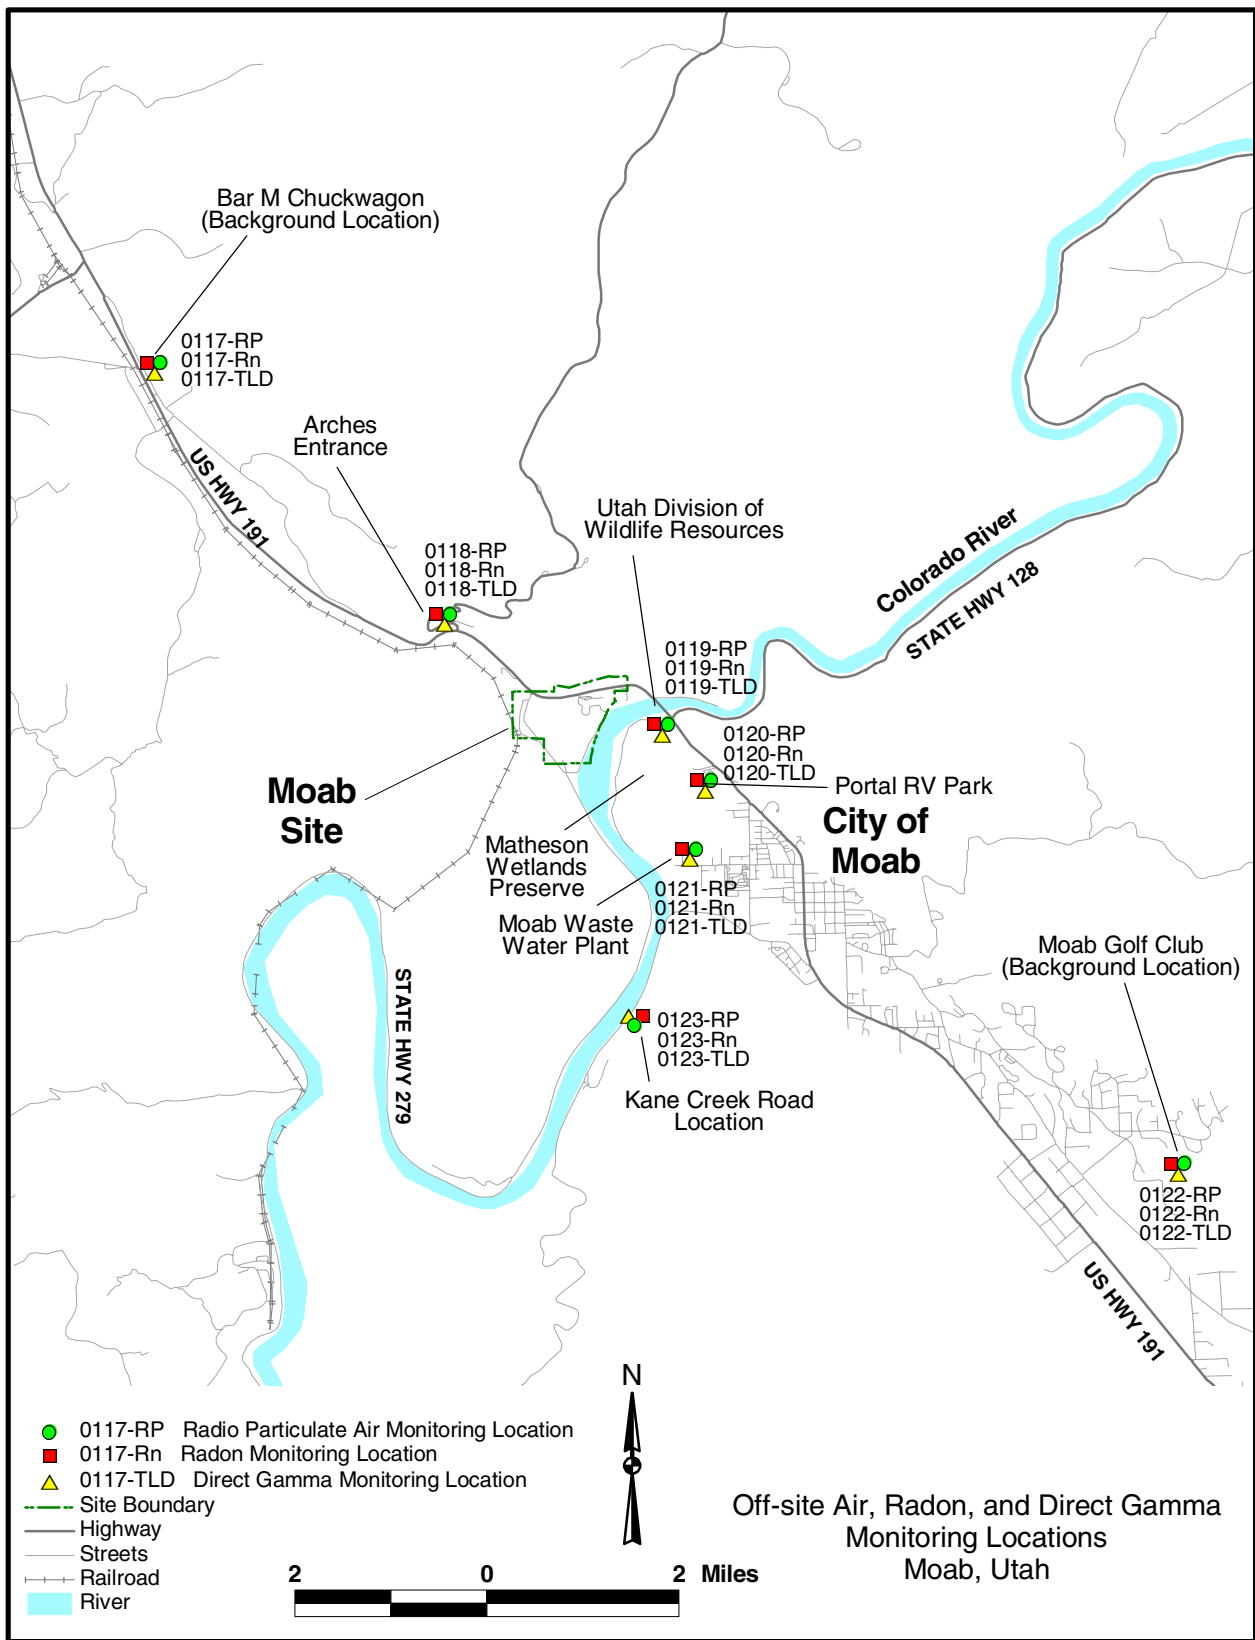 Bar M Chuckwagon
(Background Location)
0117-RP
0117-Rn
0117-TLD
Arches
Entrance
US HWY 191
0118-RP
0118-Rn
0118-TLD
Utah Division of
Wildlife Resources
Colorado River
STATE HWY 128
0119-RP
0119-Rn
0119-TLD
0120-RP
0120-Rn
0120-TLD
Portal RV Park
Moab
Site
City of
Moab
Matheson
Wetlands
Preserve
0121-RP
0121-Rn
0121-TLD
Moab Waste
Water Plant
Moab Golf Club
(Background Location)
STATE HWY 279
0123-RP
0123-Rn
0123-TLD
Kane Creek Road
Location
0122-RP
0122-Rn
0122-TLD
US HWY 191
N
0117-RP Radio Particulate Air Monitoring Location
0117-Rn Radon Monitoring Location
0117-TLD Direct Gamma Monitoring Location
Site Boundary
Highway
Streets
Railroad
River
2 0 2 Miles
Off-site Air, Radon, and Direct Gamma
Monitoring Locations
Moab, Utah